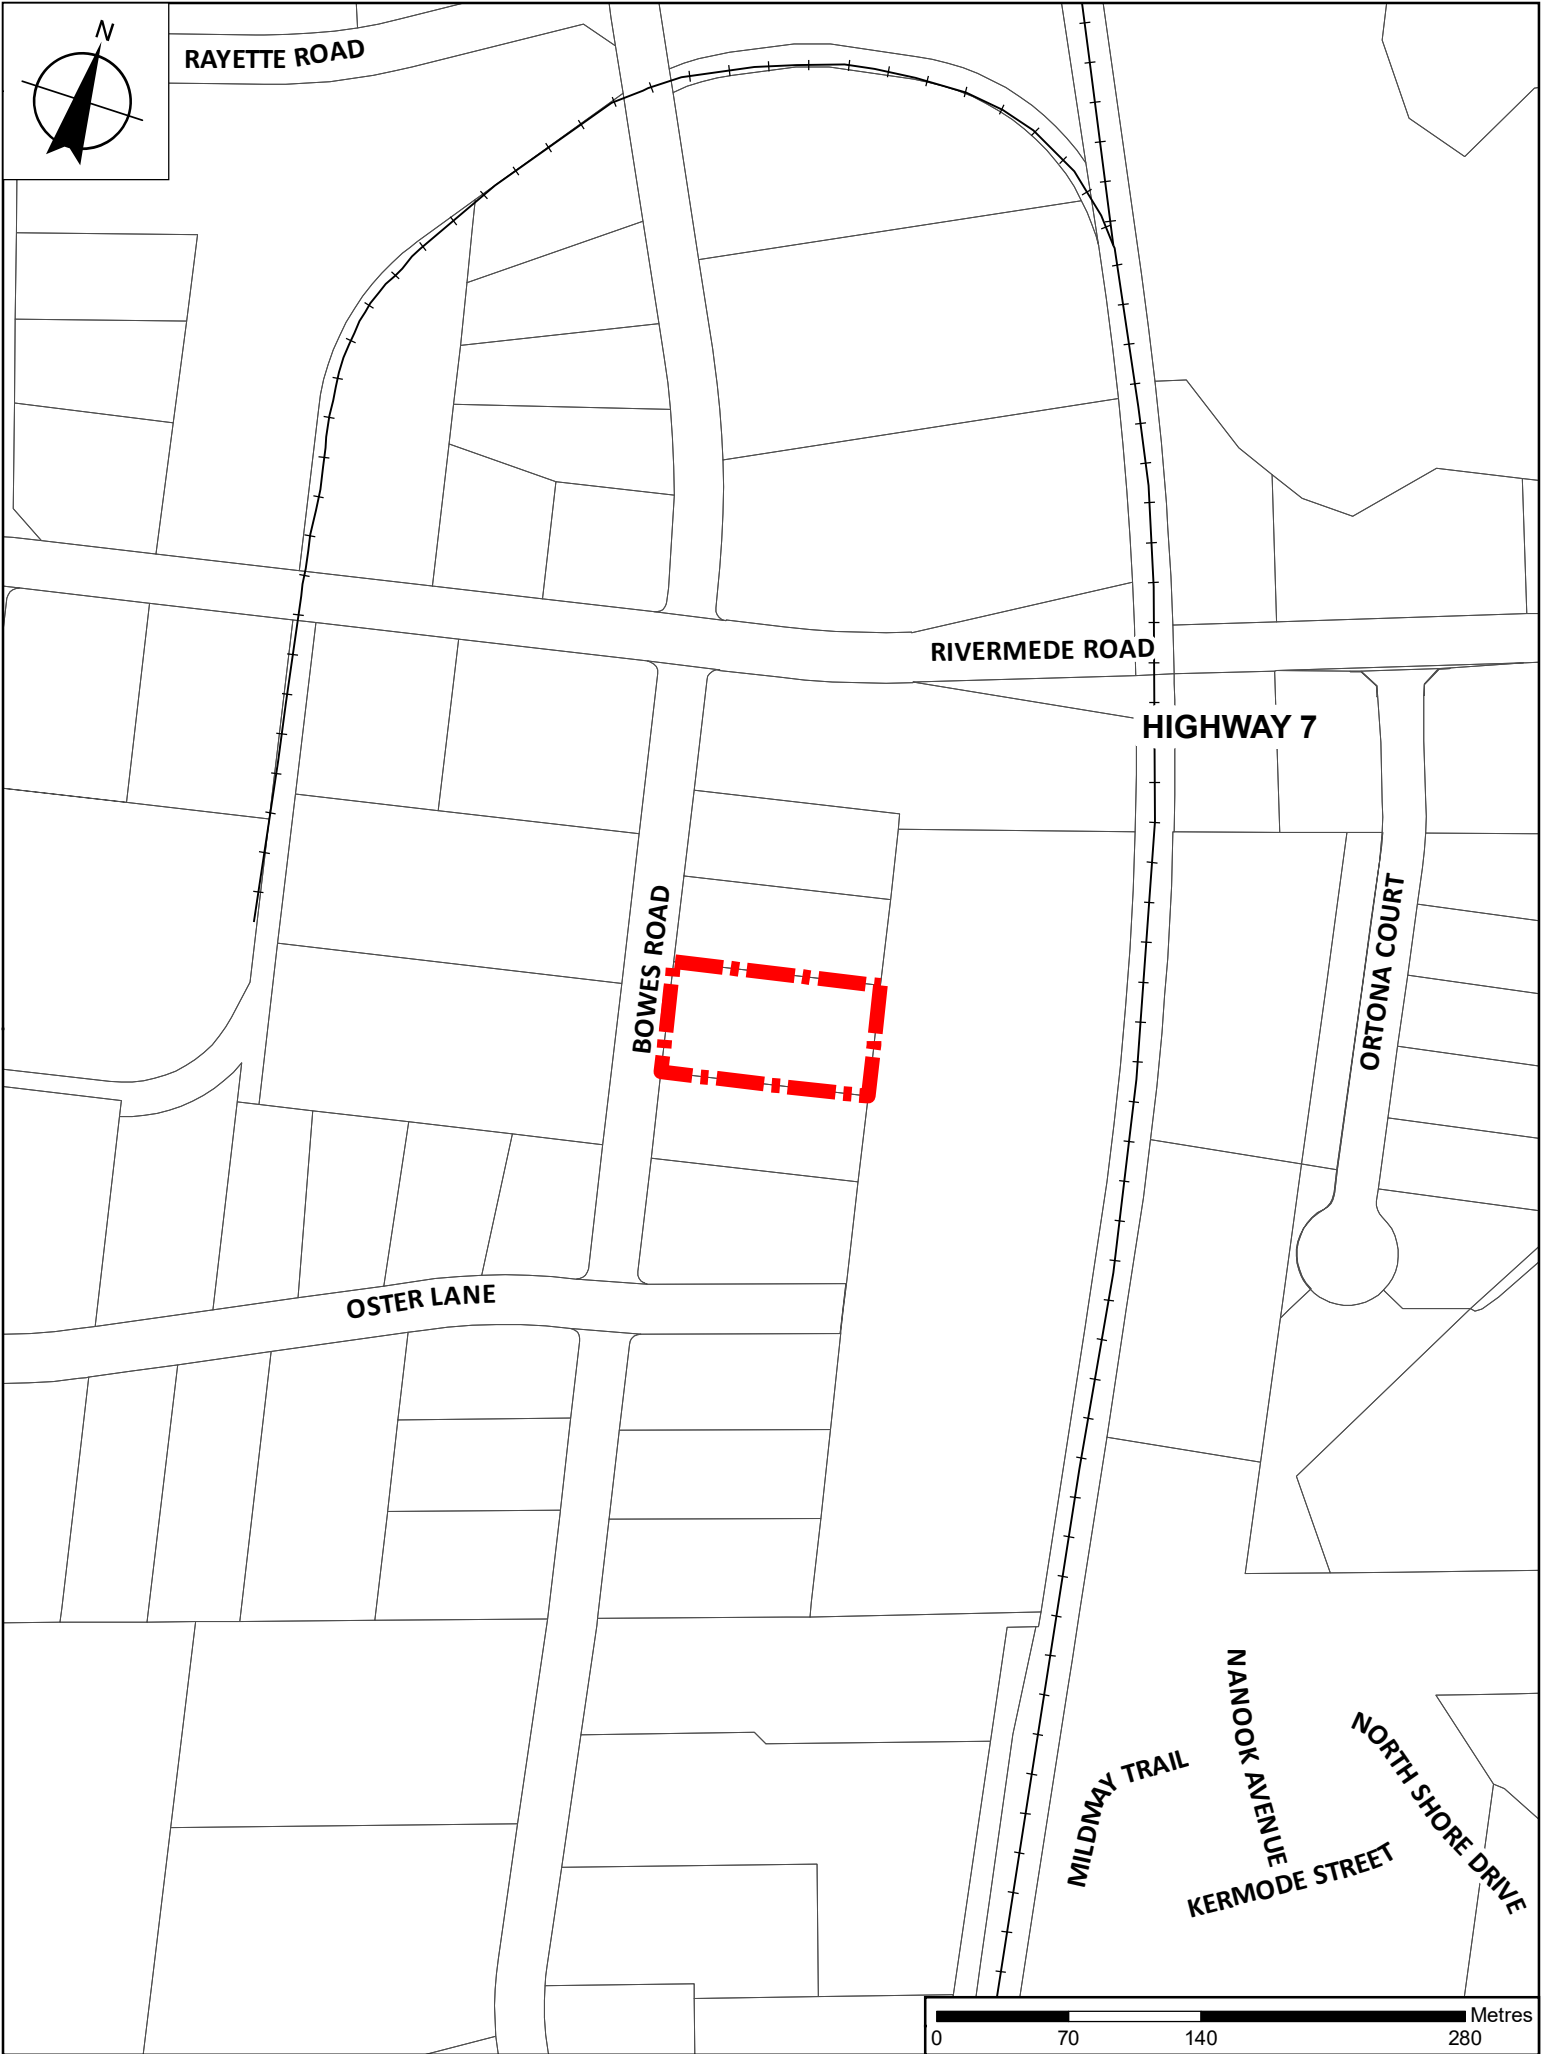 N
RAYETTE ROAD
RIVERMEDE ROAD
HIGHWAY 7
BOWES ROAD
ORTONA COURT
OSTER LANE
NANOOK AVENUE
NORTH SHORE DRIVE
MILDMAY TRAIL
KERMODE STREET
Metres
0 70 140 280